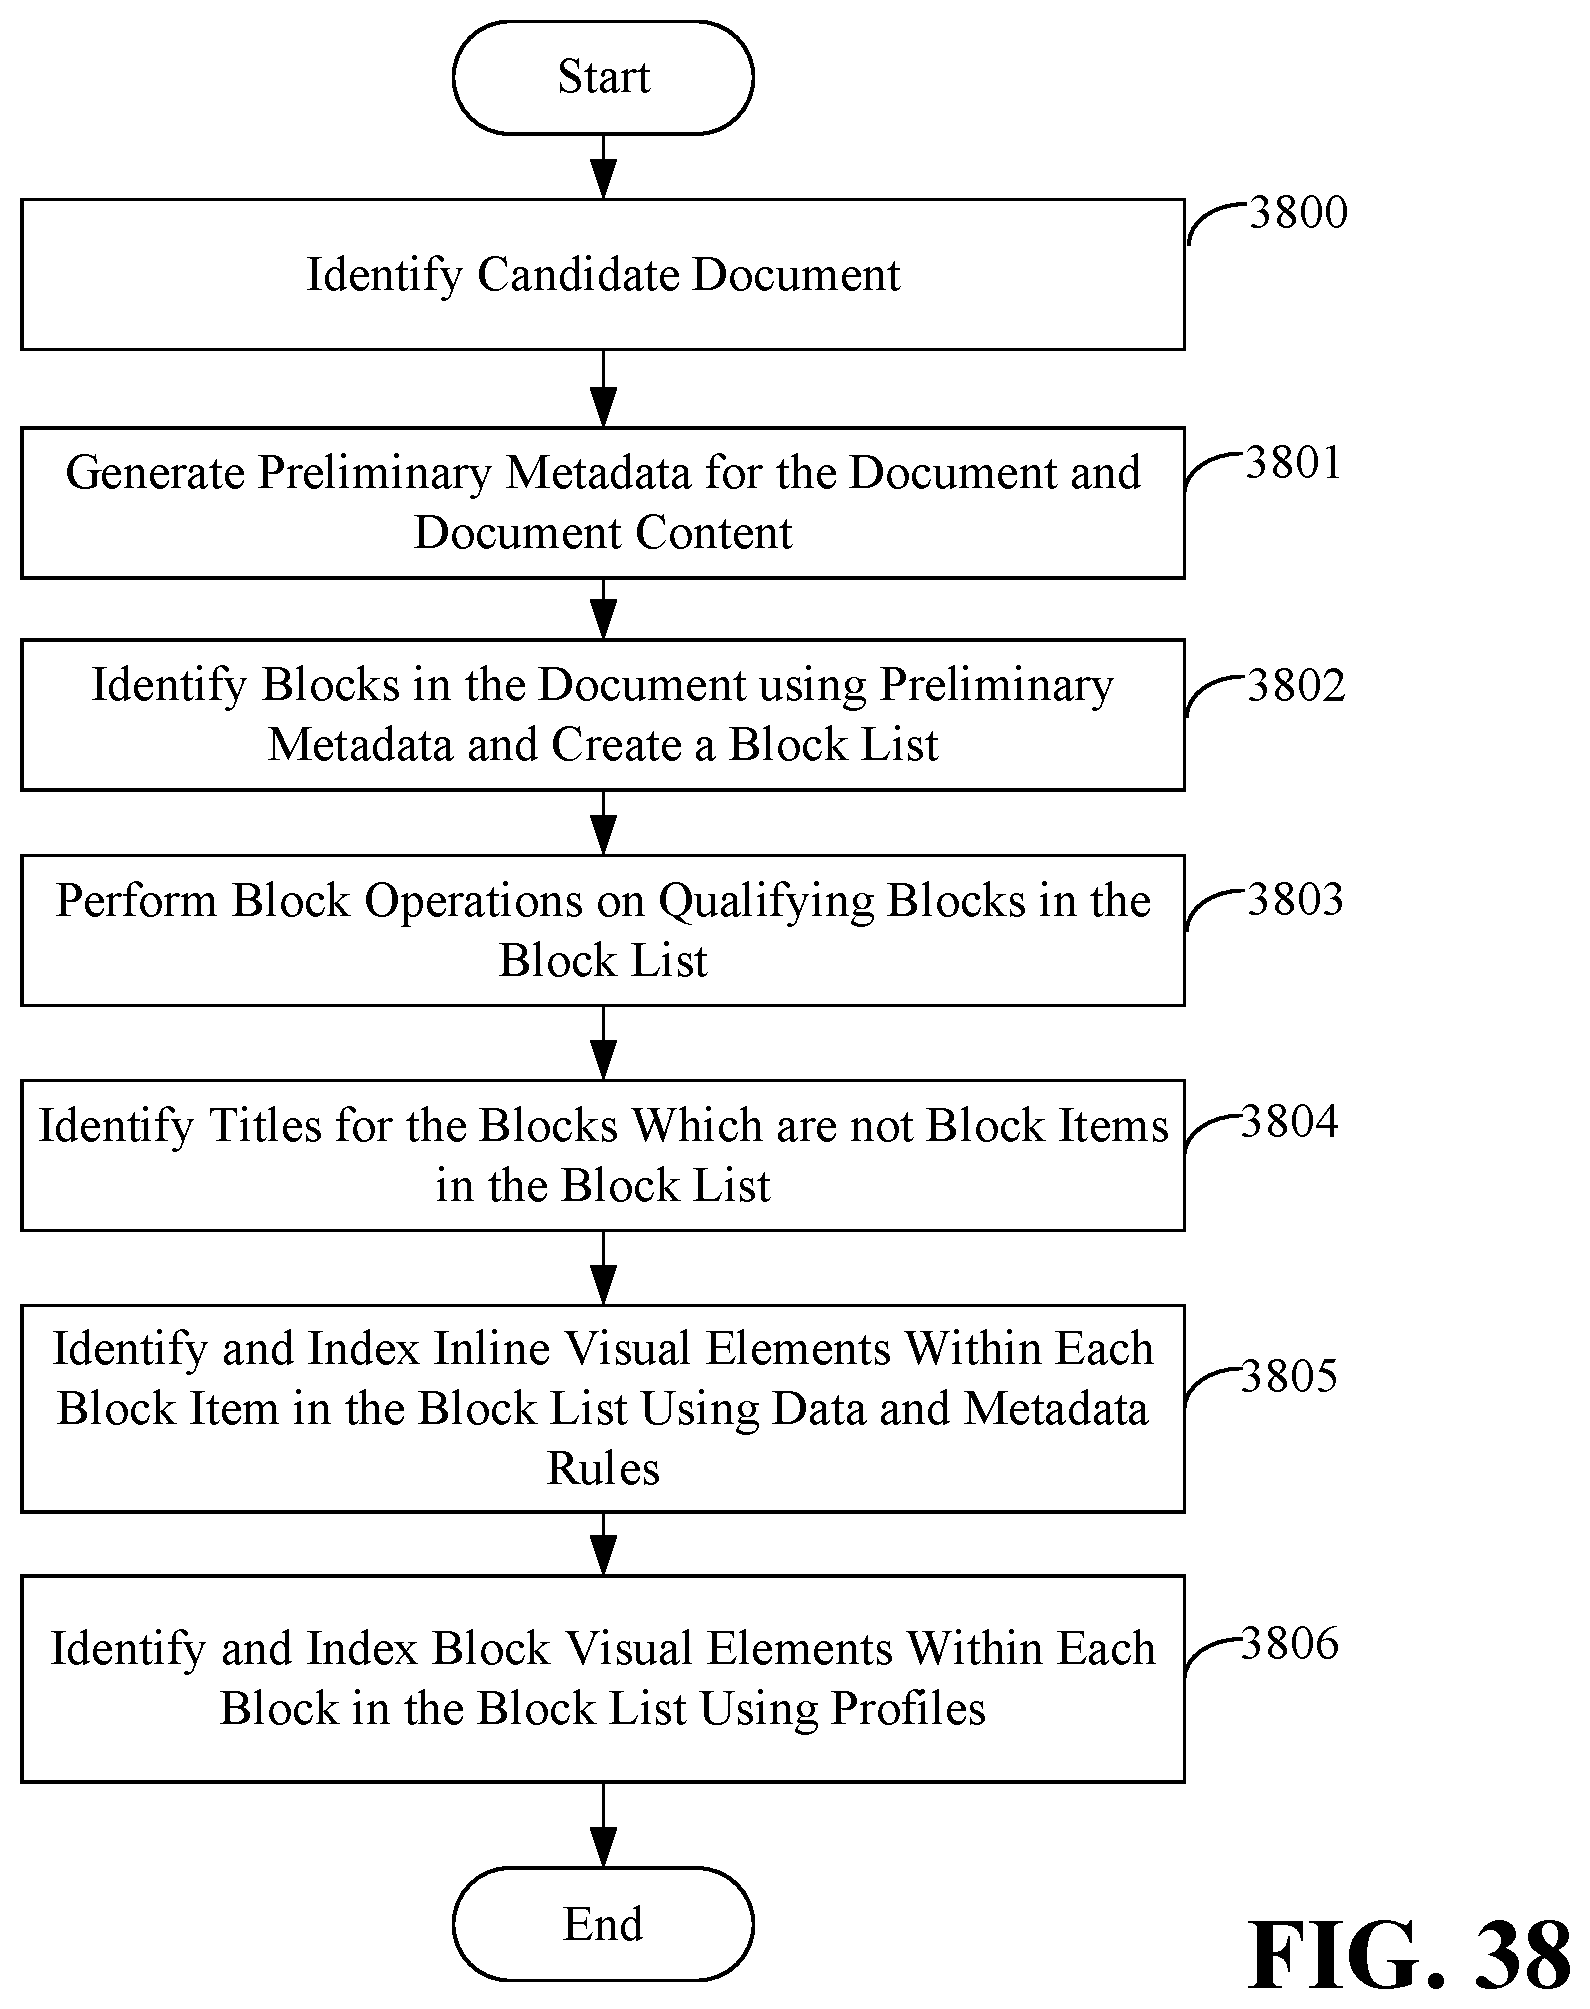 Start
3800
Identify Candidate Document
3801
Generate Preliminary Metadata for the Document and
Document Content
3802
Identify Blocks in the Document using Preliminary
Metadata and Create a Block List
3803
Perform Block Operations on Qualifying Blocks in the
Block List
3804
Identify Titles for the Blocks Which are not Block Items
in the Block List
3805
Identify and Index Inline Visual Elements Within Each
Block Item in the Block List Using Data and Metadata
Rules
3806
Identify and Index Block Visual Elements Within Each
Block in the Block List Using Profiles
End
FIG. 38